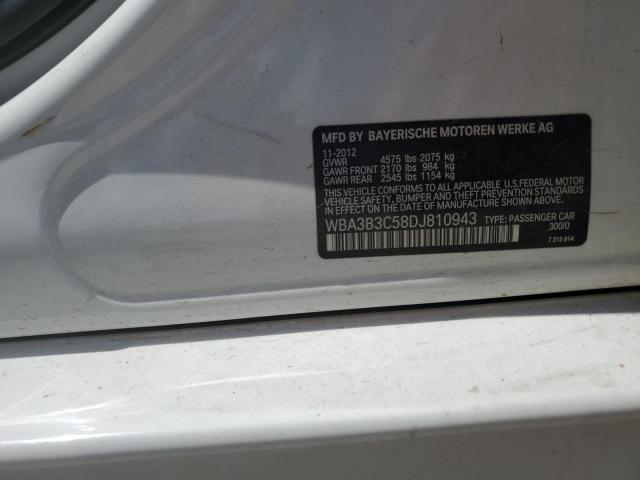 MFD BY BAYERISCHE MOTOREN WERKE AG
11-2012
GVWR 4575 lbs 2075 kg
GAWR FRONT 2170 lbs 984 kg
GAWR REAR 2545 lbs 1154 kg
THIS VEHICLE CONFORMS TO ALL APPLICABLE U.S.FEDERAL MOTOR
VEHICLE SAFETY, BUMPER, AND THEFT PREVENTION STANDARDS
IN EFFECT ON THE DATE OF MANUFACTURE SHOWN ABOVE.
WBA3B3C58DJ810943 TYPE: PASSENGER CAR
300/0
7 315 614